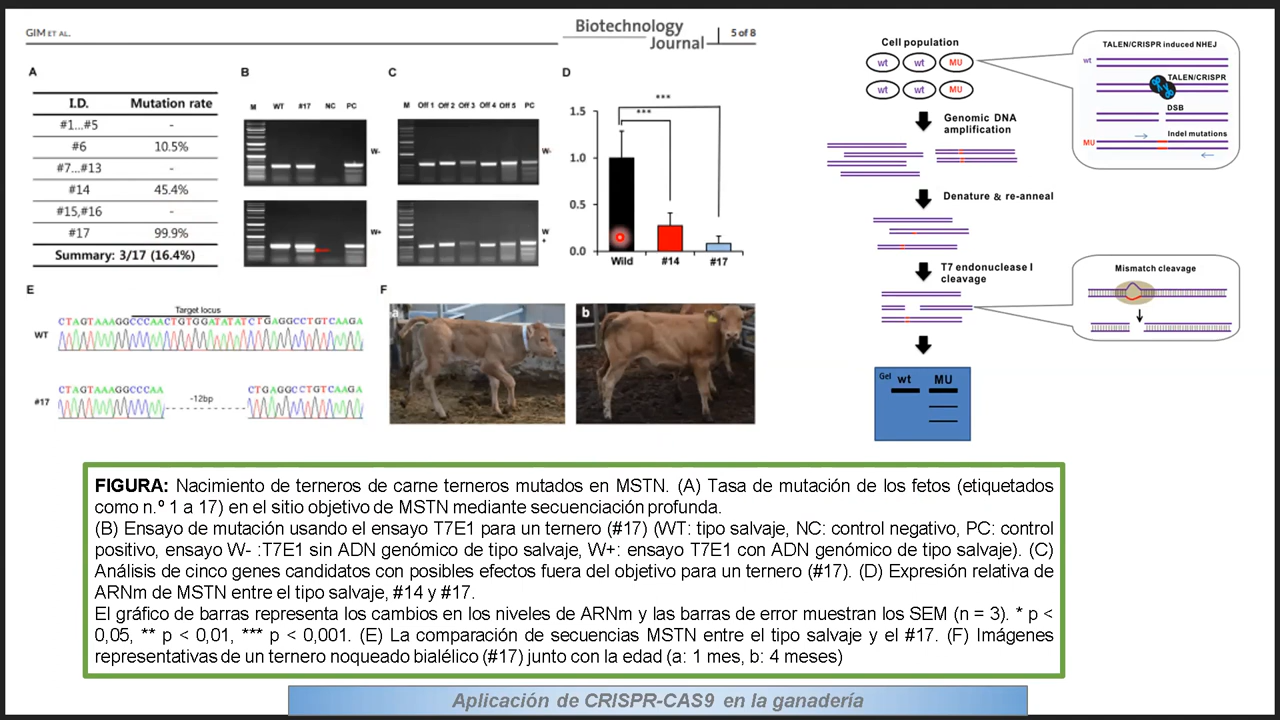 GIM ET AL.
Biotechnology
Journal
5 of 8
A
I.D. Mutation rate
#1...#5 -
#6 10.5%
#7...#13 -
#14 45.4%
#15,#16 -
#17 99.9%
Summary: 3/17 (16.4%)
B
M WT #17 NC PC
W-
W+
C
M Off 1 Off 2 Off 3 Off 4 Off 5 PC
W-
W
+
D
***
***
1.5
1.0
0.5
0.0
Wild #14 #17
E
Target locus
CTAGTAAAGGCCCAACTGTGGATATATCTGAGGCCTGTCAAGA
WT
CTAGTAAAGGCCCAA CTGAGGCCTGTCAAGA
#17
-12bp
F
a
b
Cell population
wt wt MU
wt wt MU
Genomic DNA
amplification
Denature & re-anneal
T7 endonuclease I
cleavage
Gel wt MU
TALEN/CRISPR induced NHEJ
wt
TALEN/CRISPR
DSB
Indel mutations
MU
Mismatch cleavage
FIGURA: Nacimiento de terneros de carne terneros mutados en MSTN. (A) Tasa de mutación de los fetos (etiquetados
como n.º 1 a 17) en el sitio objetivo de MSTN mediante secuenciación profunda.
(B) Ensayo de mutación usando el ensayo T7E1 para un ternero (#17) (WT: tipo salvaje, NC: control negativo, PC: control
positivo, ensayo W- :T7E1 sin ADN genómico de tipo salvaje, W+: ensayo T7E1 con ADN genómico de tipo salvaje). (C)
Análisis de cinco genes candidatos con posibles efectos fuera del objetivo para un ternero (#17). (D) Expresión relativa de
ARNm de MSTN entre el tipo salvaje, #14 y #17.
El gráfico de barras representa los cambios en los niveles de ARNm y las barras de error muestran los SEM (n = 3). * p <
0,05, ** p < 0,01, *** p < 0,001. (E) La comparación de secuencias MSTN entre el tipo salvaje y el #17. (F) Imágenes
representativas de un ternero noqueado bialélico (#17) junto con la edad (a: 1 mes, b: 4 meses)
Aplicación de CRISPR-CAS9 en la ganadería